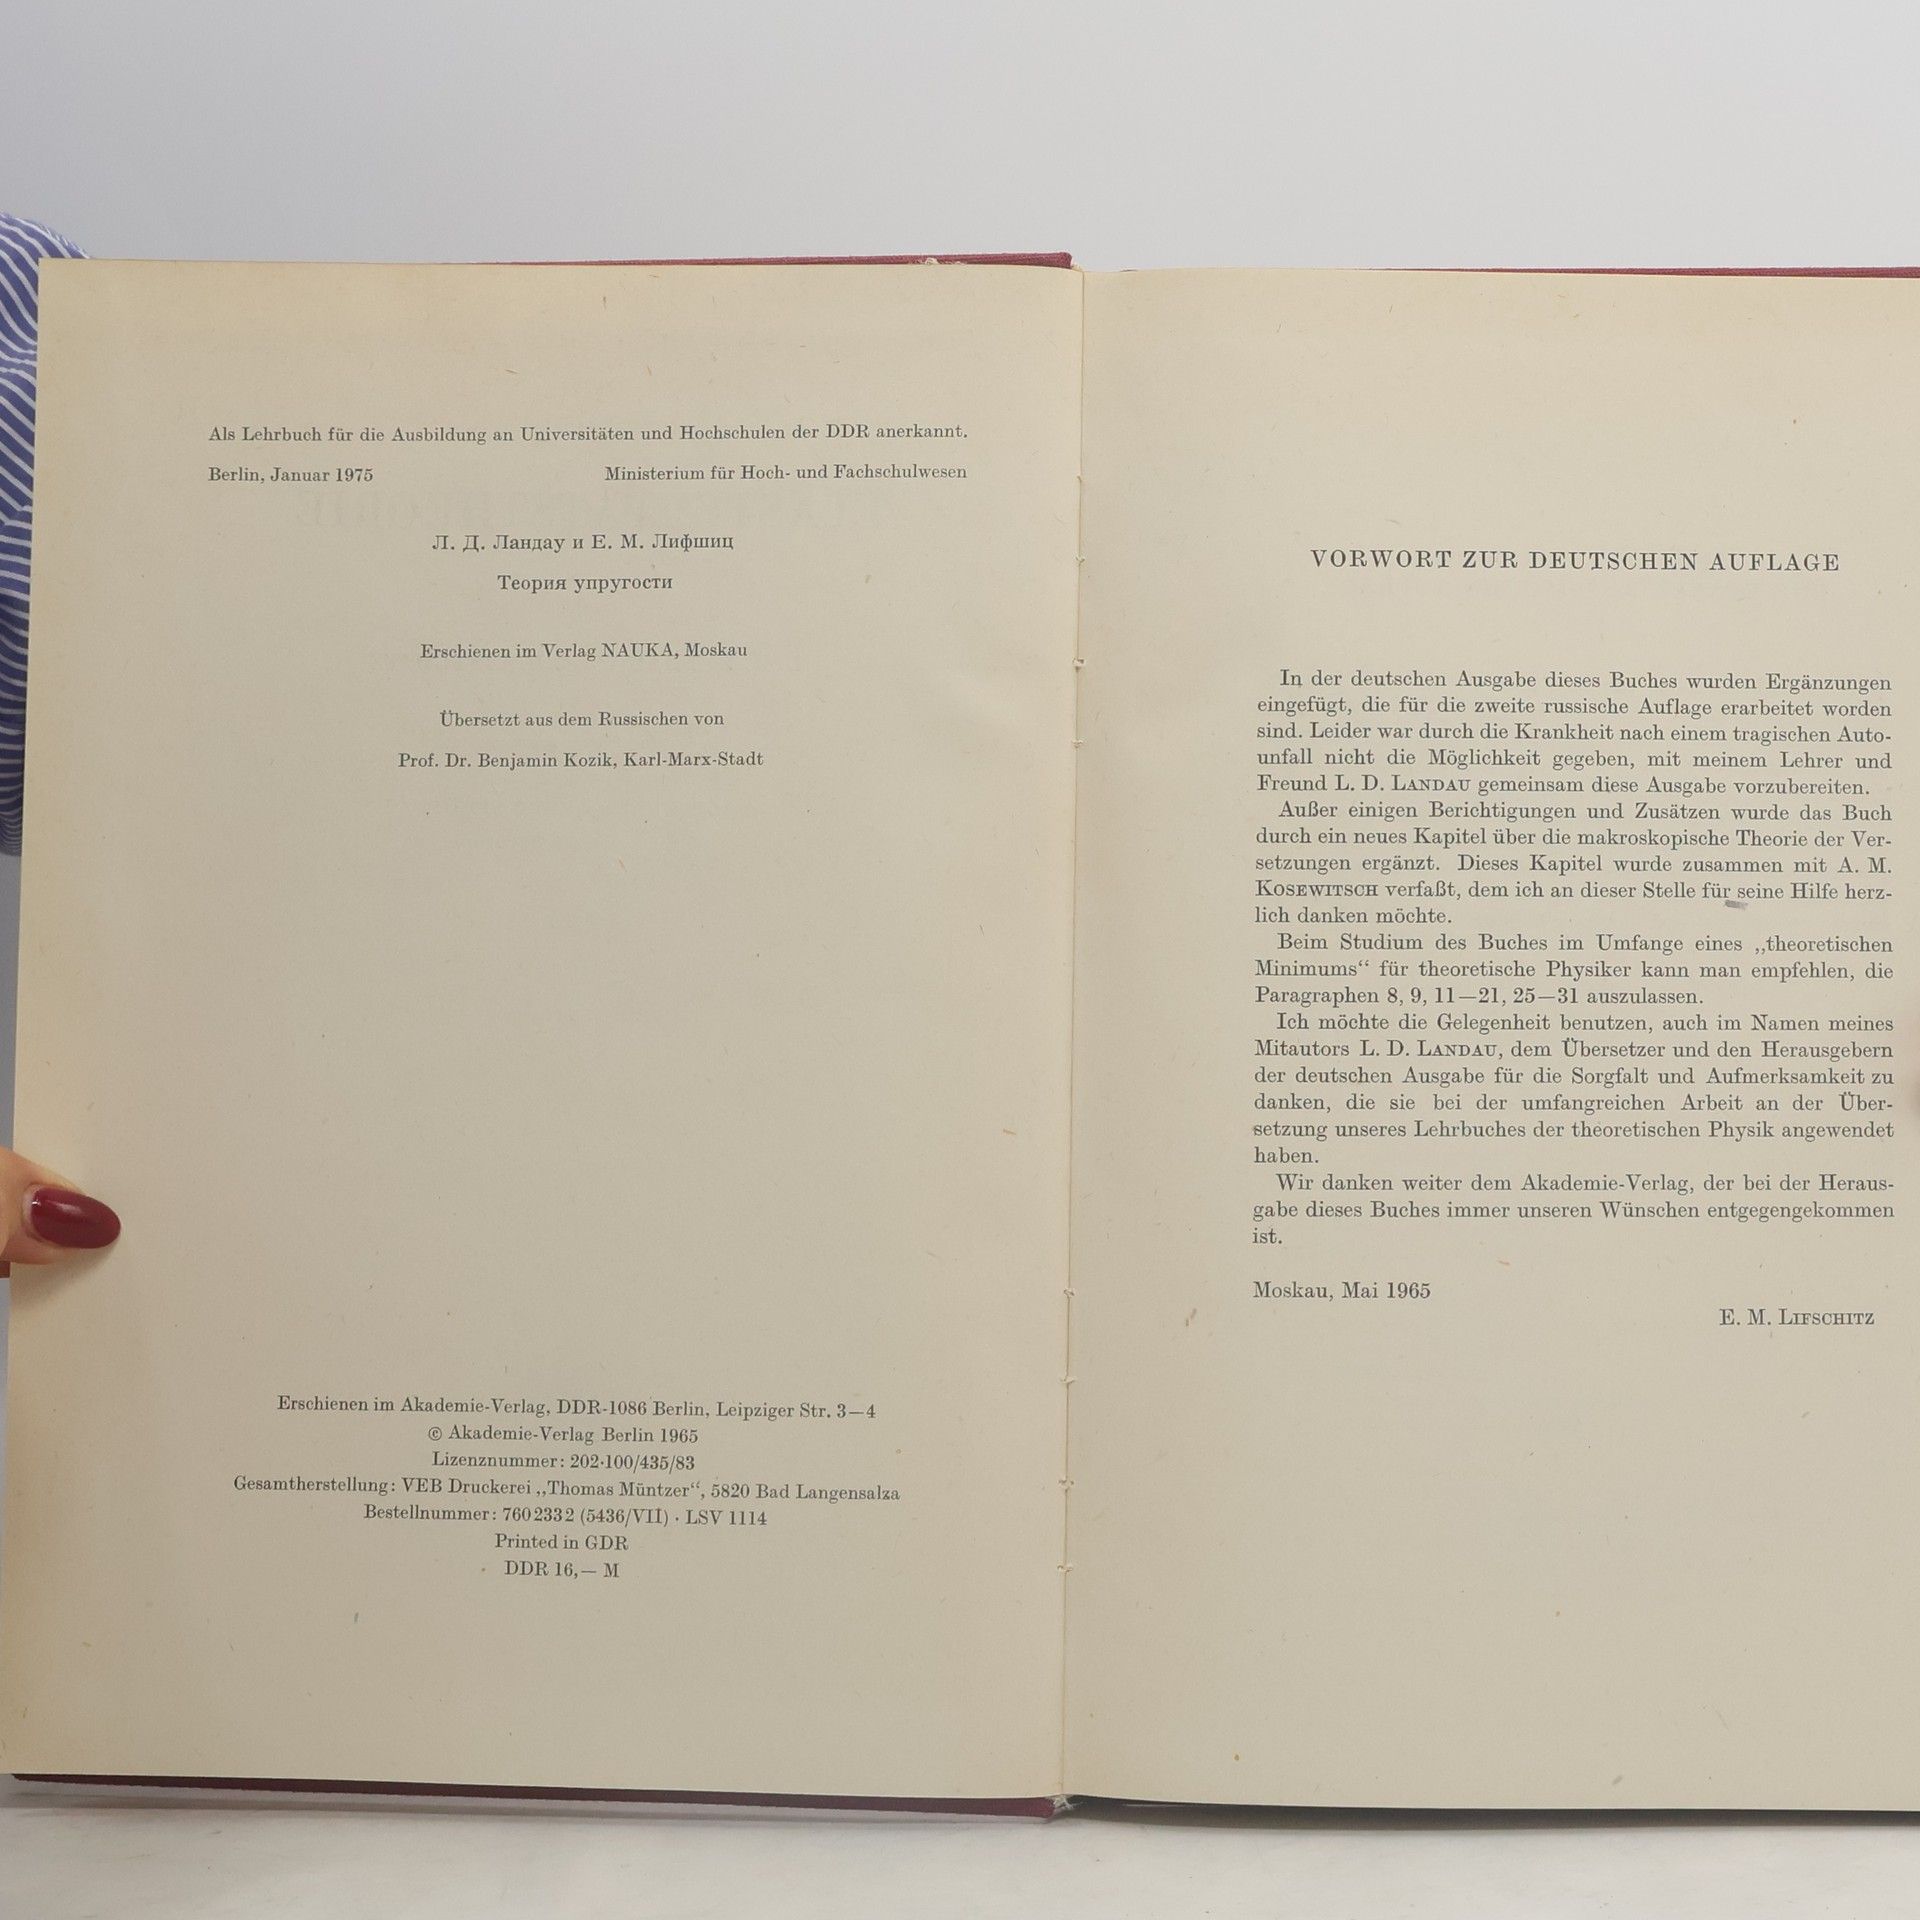 Als Lehrbuch für die Ausbildung an Universitäten und Hochschulen der DDR anerkannt.
Berlin, Januar 1975 Ministerium für Hoch- und Fachschulwesen
Л. Д. Ландау и Е. М. Лифшиц
Теория упругости
Erschienen im Verlag NAUKA, Moskau
Übersetzt aus dem Russischen von
Prof. Dr. Benjamin Kozik, Karl-Marx-Stadt
Erschienen im Akademie-Verlag, DDR-1086 Berlin, Leipziger Str. 3—4
© Akademie-Verlag Berlin 1965
Lizenznummer: 202·100/435/83
Gesamtherstellung: VEB Druckerei „Thomas Müntzer“, 5820 Bad Langensalza
Bestellnummer: 760 233 2 (5436/VII) · LSV 1114
Printed in GDR
DDR 16,— M
VORWORT ZUR DEUTSCHEN AUFLAGE
In der deutschen Ausgabe dieses Buches wurden Ergänzungen
eingefügt, die für die zweite russische Auflage erarbeitet worden
sind. Leider war durch die Krankheit nach einem tragischen Auto-
unfall nicht die Möglichkeit gegeben, mit meinem Lehrer und
Freund L. D. LANDAU gemeinsam diese Ausgabe vorzubereiten.
Außer einigen Berichtigungen und Zusätzen wurde das Buch
durch ein neues Kapitel über die makroskopische Theorie der Ver-
setzungen ergänzt. Dieses Kapitel wurde zusammen mit A. M.
KOSEWITSCH verfaßt, dem ich an dieser Stelle für seine Hilfe herz-
lich danken möchte.
Beim Studium des Buches im Umfange eines „theoretischen
Minimums“ für theoretische Physiker kann man empfehlen, die
Paragraphen 8, 9, 11—21, 25—31 auszulassen.
Ich möchte die Gelegenheit benutzen, auch im Namen meines
Mitautors L. D. LANDAU, dem Übersetzer und den Herausgebern
der deutschen Ausgabe für die Sorgfalt und Aufmerksamkeit zu
danken, die sie bei der umfangreichen Arbeit an der Über-
setzung unseres Lehrbuches der theoretischen Physik angewendet
haben.
Wir danken weiter dem Akademie-Verlag, der bei der Heraus-
gabe dieses Buches immer unseren Wünschen entgegengekommen
ist.
Moskau, Mai 1965
E. M. LIFSCHITZ